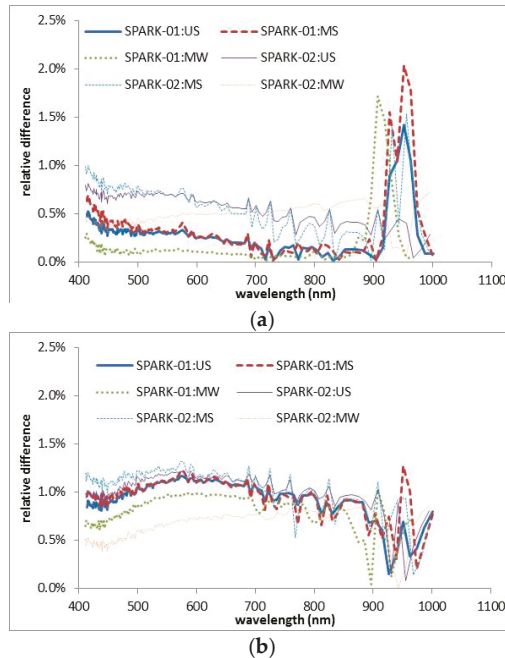 2.5%
SPARK-01:US SPARK-01:MS
SPARK-01:MW SPARK-02:US
2.0%
SPARK-02:MS SPARK-02:MW
1.5%
relative difference
1.0%
0.5%
0.0%
400 500 600 700 800 900 1000 1100
wavelength (nm)
(a)
2.5%
SPARK-01:US SPARK-01:MS
2.0%
SPARK-01:MW SPARK-02:US
SPARK-02:MS SPARK-02:MW
1.5%
relative difference
1.0%
0.5%
0.0%
400 500 600 700 800 900 1000 1100
wavelength (nm)
(b)